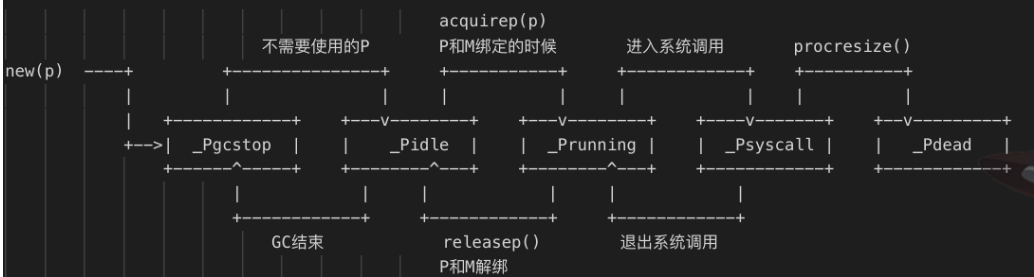 acquirep(p)
不需要使用的P P和M绑定的时候 进入系统调用 procresize()
new(p)
_Pgcstop _Pidle _Prunning _Psyscall _Pdead
GC结束 releasep() 退出系统调用
P和M解绑